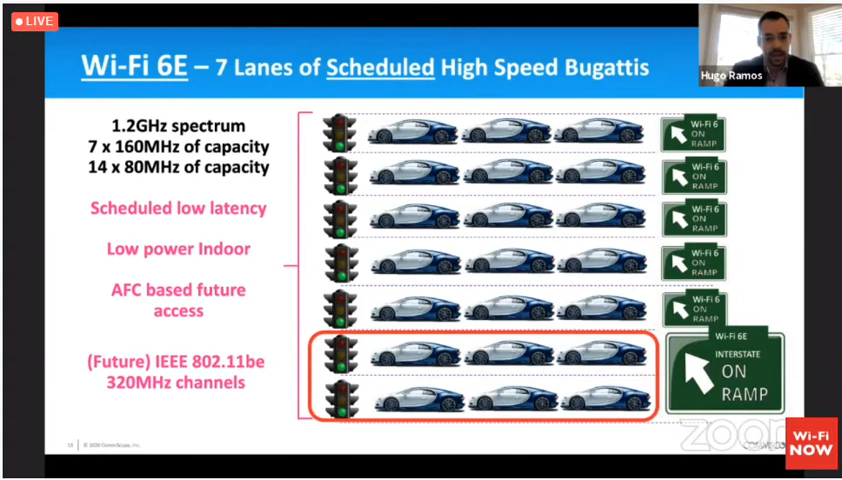 LIVE
Hugo Ramos
Wi-Fi 6E – 7 Lanes of Scheduled High Speed Bugattis
1.2GHz spectrum
7 x 160MHz of capacity
14 x 80MHz of capacity
Scheduled low latency
Low power Indoor
AFC based future
access
(Future) IEEE 802.11be
320MHz channels
Wi-Fi 6
ON
RAMP
Wi-Fi 6
ON
RAMP
Wi-Fi 6
ON
RAMP
Wi-Fi 6
ON
RAMP
Wi-Fi 6
ON
RAMP
Wi-Fi 6E
INTERSTATE
ON
RAMP
© 2020 CommScope, Inc.
zoom
Wi-Fi
NOW